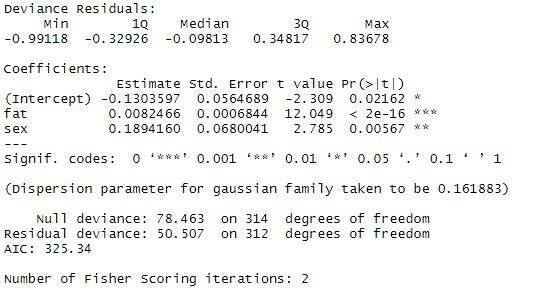 Deviance Residuals:
Min 1Q Median 3Q Max
-0.99118 -0.32926 -0.09813 0.34817 0.83678
Coefficients:
Estimate Std. Error t value Pr(>|t|)
(Intercept) -0.1303597 0.0564689 -2.309 0.02162 *
fat 0.0082466 0.0006844 12.049 < 2e-16 ***
sex 0.1894160 0.0680041 2.785 0.00567 **
---
Signif. codes: 0 ‘***’ 0.001 ‘**’ 0.01 ‘*’ 0.05 ‘.’ 0.1 ‘ ’ 1
(Dispersion parameter for gaussian family taken to be 0.161883)
Null deviance: 78.463 on 314 degrees of freedom
Residual deviance: 50.507 on 312 degrees of freedom
AIC: 325.34
Number of Fisher Scoring iterations: 2